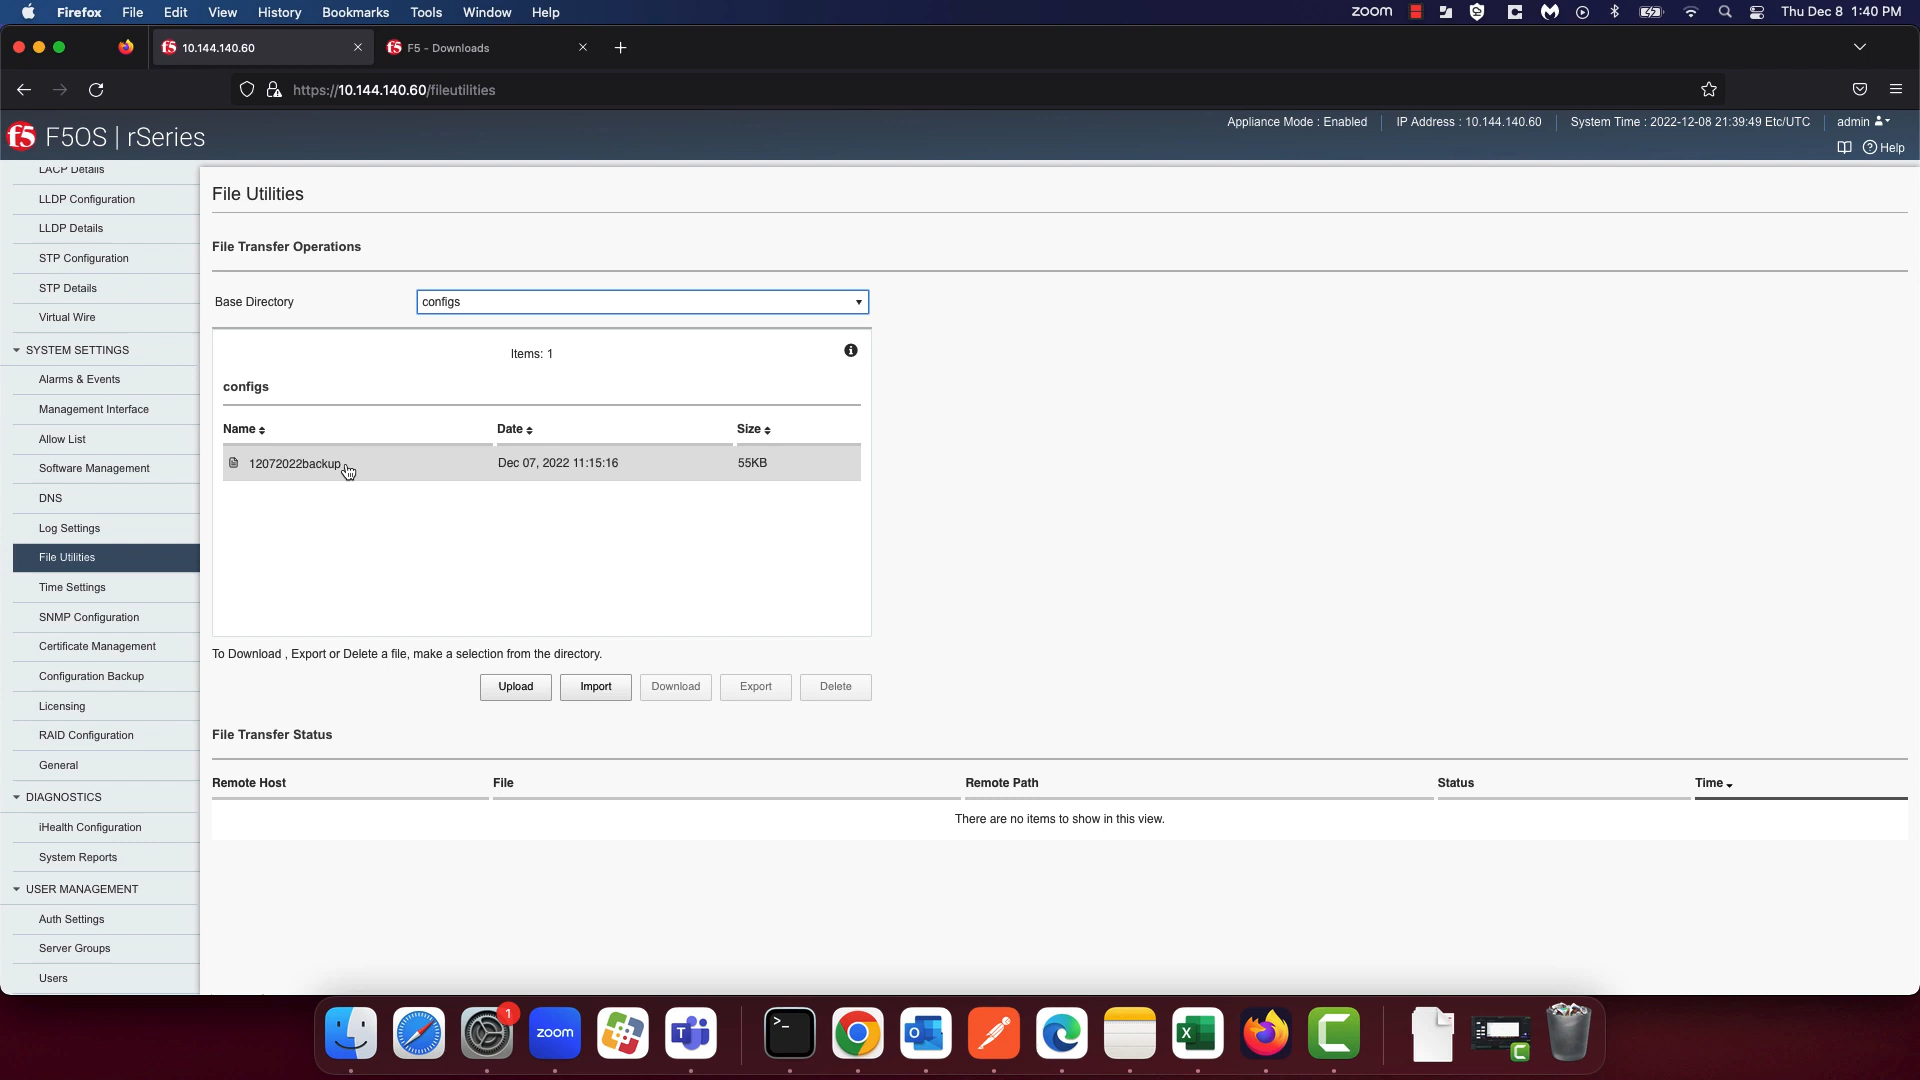 Firefox File Edit View History Bookmarks Tools Window Help zoom Thu Dec 8 1:40 PM
10.144.140.60
F5 - Downloads
https://10.144.140.60/fileutilities
f5 F5OS | rSeries
Appliance Mode : Enabled IP Address : 10.144.140.60 System Time : 2022-12-08 21:39:49 Etc/UTC admin
Help
LACP Details
LLDP Configuration
LLDP Details
STP Configuration
STP Details
Virtual Wire
SYSTEM SETTINGS
Alarms & Events
Management Interface
Allow List
Software Management
DNS
Log Settings
File Utilities
Time Settings
SNMP Configuration
Certificate Management
Configuration Backup
Licensing
RAID Configuration
General
DIAGNOSTICS
iHealth Configuration
System Reports
USER MANAGEMENT
Auth Settings
Server Groups
Users
File Utilities
File Transfer Operations
Base Directory configs
Items: 1
configs
Name Date Size
12072022backup Dec 07, 2022 11:15:16 55KB
To Download , Export or Delete a file, make a selection from the directory.
Upload Import Download Export Delete
File Transfer Status
Remote Host File Remote Path Status Time
There are no items to show in this view.
1
zoom